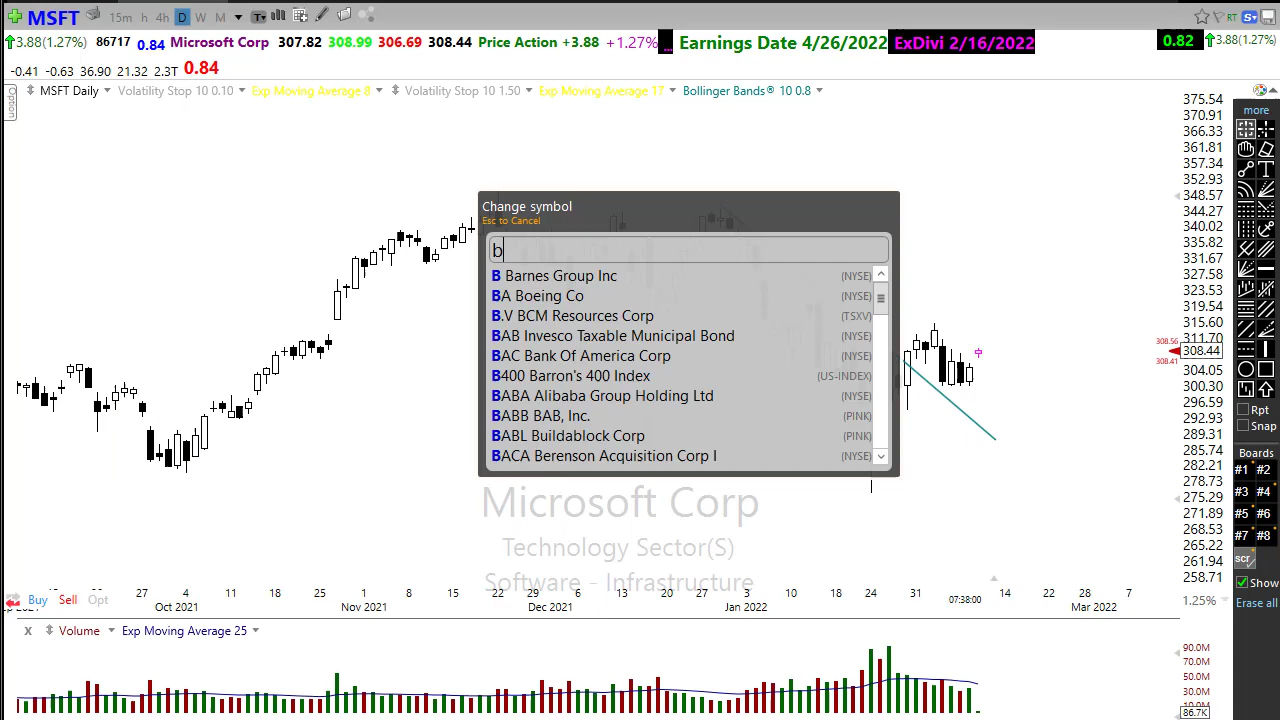 MSFT 15m h 4h D W M T
RT S
3.88(1.27%) 86717 0.84 Microsoft Corp 307.82 308.99 306.69 308.44 Price Action +3.88 +1.27% ... Earnings Date 4/26/2022 ExDivi 2/16/2022 0.82 3.88(1.27%)
-0.41 -0.63 36.90 21.32 2.3T 0.84
Option
MSFT Daily Volatility Stop 10 0.10 Exp Moving Average 8 Volatility Stop 10 1.50 Exp Moving Average 17 Bollinger Bands® 10 0.8
375.54
370.91
366.33
361.81
357.34
352.93
348.57
344.27
340.02
335.82
331.67
327.58
323.53
319.54
315.60
311.70
308.56
308.44
308.41
304.05
300.30
296.59
292.93
289.31
285.74
282.21
278.73
275.29
271.89
268.53
265.22
261.94
258.71
1.25%
more
T
Rpt
Snap
Boards
#1 #2
#3 #4
#5 #6
#7 #8
scr
Show
Erase all
Change symbol
Esc to Cancel
b
B Barnes Group Inc (NYSE)
BA Boeing Co (NYSE)
B.V BCM Resources Corp (TSXV)
BAB Invesco Taxable Municipal Bond (NYSE)
BAC Bank Of America Corp (NYSE)
B400 Barron's 400 Index (US-INDEX)
BABA Alibaba Group Holding Ltd (NYSE)
BABB BAB, Inc. (PINK)
BABL Buildablock Corp (PINK)
BACA Berenson Acquisition Corp I (NYSE)
Microsoft Corp
Technology Sector(S)
Software - Infrastructure
27 4 11 18 25 8 15 22 6 13 20 27 3 10 18 24 31 07:38:00 14 22 28 7
Buy Sell Opt
Oct 2021 Nov 2021 Dec 2021 Jan 2022 Mar 2022
X Volume Exp Moving Average 25
90.0M
70.0M
50.0M
30.0M
10.0M
86.7K